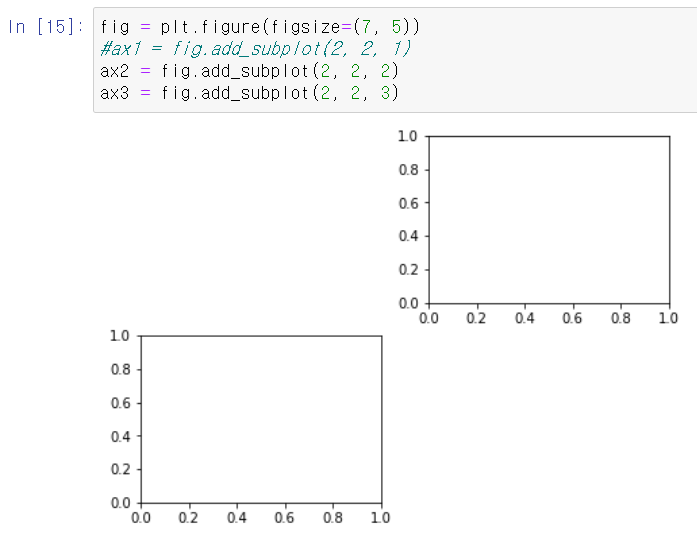 In [15]: fig = plt.figure(figsize=(7, 5))
#ax1 = fig.add_subplot(2, 2, 1)
ax2 = fig.add_subplot(2, 2, 2)
ax3 = fig.add_subplot(2, 2, 3)
1.0
0.8
0.6
0.4
0.2
0.0
0.0 0.2 0.4 0.6 0.8 1.0
1.0
0.8
0.6
0.4
0.2
0.0
0.0 0.2 0.4 0.6 0.8 1.0